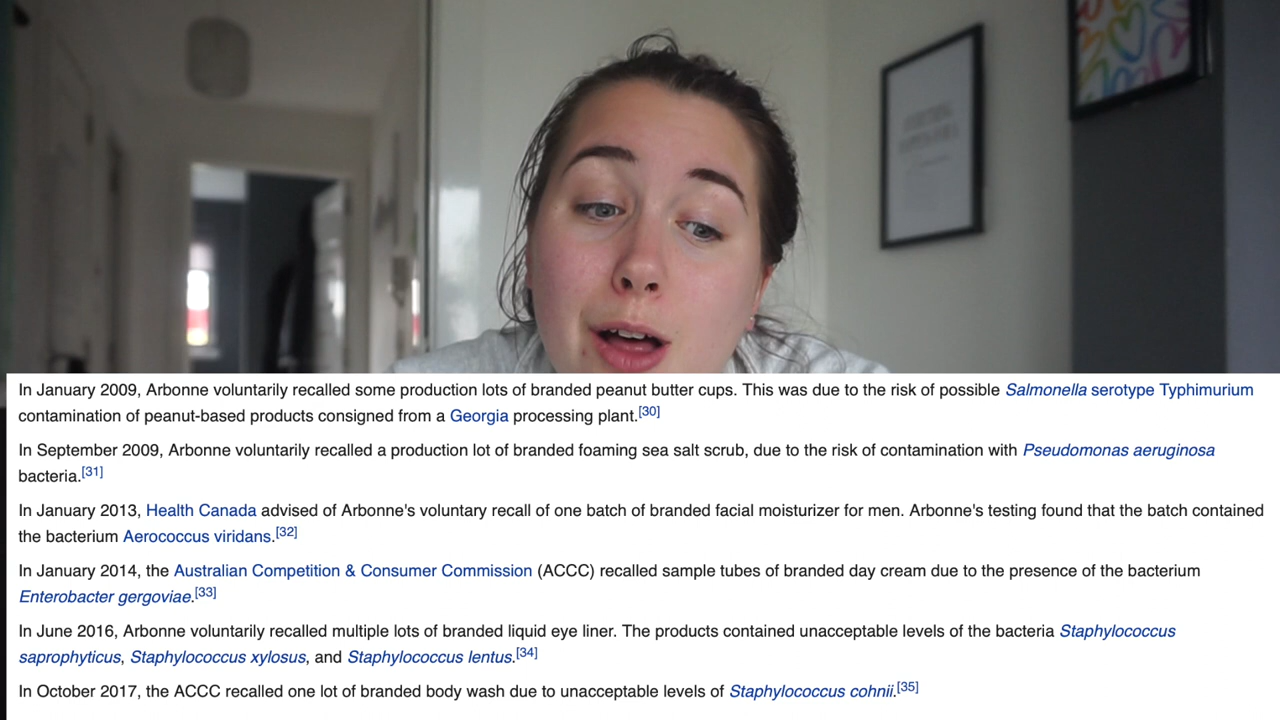 In January 2009, Arbonne voluntarily recalled some production lots of branded peanut butter cups. This was due to the risk of possible Salmonella serotype Typhimurium
contamination of peanut-based products consigned from a Georgia processing plant.[30]
In September 2009, Arbonne voluntarily recalled a production lot of branded foaming sea salt scrub, due to the risk of contamination with Pseudomonas aeruginosa
bacteria.[31]
In January 2013, Health Canada advised of Arbonne's voluntary recall of one batch of branded facial moisturizer for men. Arbonne's testing found that the batch contained
the bacterium Aerococcus viridans.[32]
In January 2014, the Australian Competition & Consumer Commission (ACCC) recalled sample tubes of branded day cream due to the presence of the bacterium
Enterobacter gergoviae.[33]
In June 2016, Arbonne voluntarily recalled multiple lots of branded liquid eye liner. The products contained unacceptable levels of the bacteria Staphylococcus
saprophyticus, Staphylococcus xylosus, and Staphylococcus lentus.[34]
In October 2017, the ACCC recalled one lot of branded body wash due to unacceptable levels of Staphylococcus cohnii.[35]